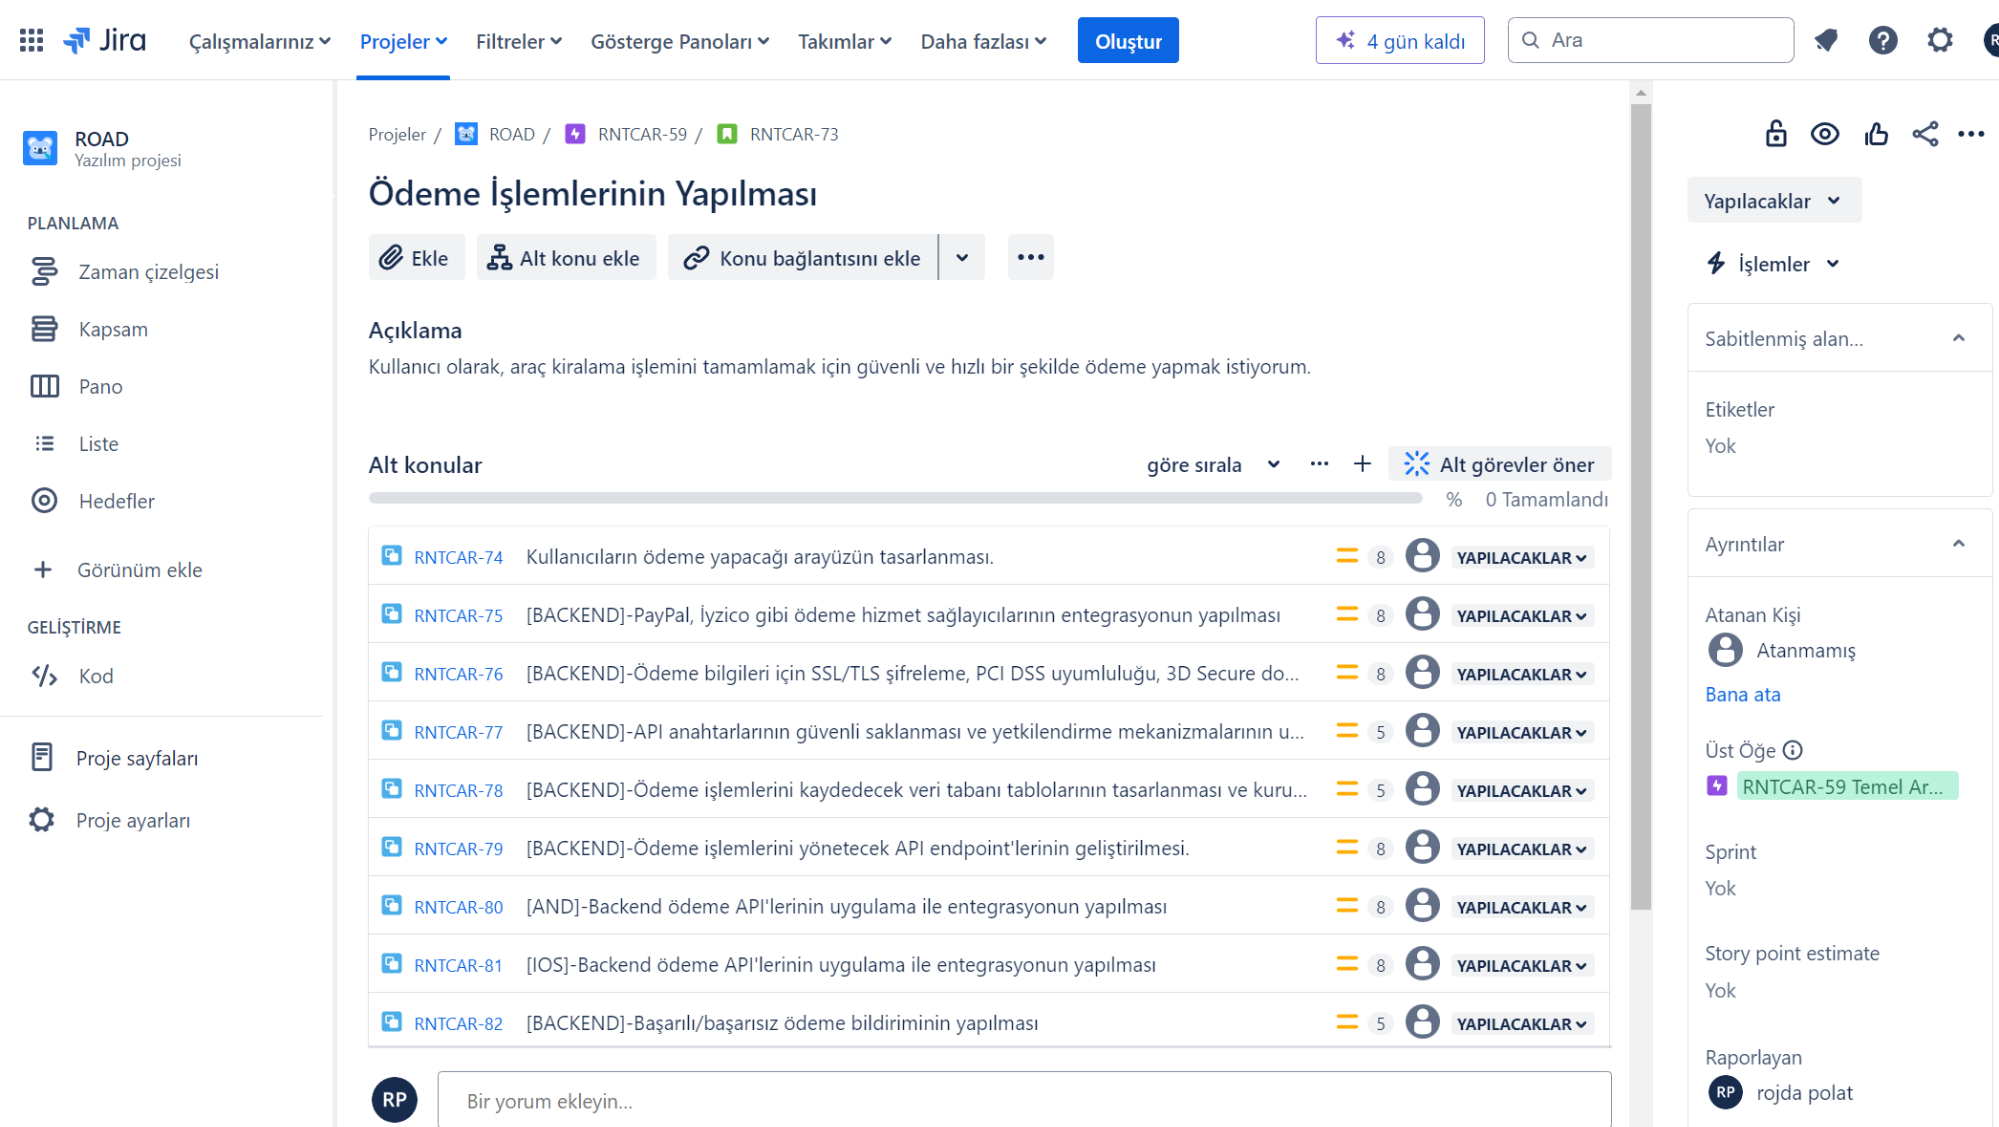 Jira
Çalışmalarınız
Projeler
Filtreler
Gösterge Panoları
Takımlar
Daha fazlası
Oluştur
4 gün kaldı
Ara
ROAD
Yazılım projesi
PLANLAMA
Zaman çizelgesi
Kapsam
Pano
Liste
Hedefler
Görünüm ekle
GELİŞTİRME
Kod
Proje sayfaları
Proje ayarları
Projeler / ROAD / RNTCAR-59 / RNTCAR-73
Ödeme İşlemlerinin Yapılması
Ekle
Alt konu ekle
Konu bağlantısını ekle
Açıklama
Kullanıcı olarak, araç kiralama işlemini tamamlamak için güvenli ve hızlı bir şekilde ödeme yapmak istiyorum.
Alt konular
göre sırala
Alt görevler öner
% 0 Tamamlandı
RNTCAR-74 Kullanıcıların ödeme yapacağı arayüzün tasarlanması. 8 YAPILACAKLAR
RNTCAR-75 [BACKEND]-PayPal, İyzico gibi ödeme hizmet sağlayıcılarının entegrasyonun yapılması 8 YAPILACAKLAR
RNTCAR-76 [BACKEND]-Ödeme bilgileri için SSL/TLS şifreleme, PCI DSS uyumluluğu, 3D Secure do... 8 YAPILACAKLAR
RNTCAR-77 [BACKEND]-API anahtarlarının güvenli saklanması ve yetkilendirme mekanizmalarının u... 5 YAPILACAKLAR
RNTCAR-78 [BACKEND]-Ödeme işlemlerini kaydedecek veri tabanı tablolarının tasarlanması ve kuru... 5 YAPILACAKLAR
RNTCAR-79 [BACKEND]-Ödeme işlemlerini yönetecek API endpoint'lerinin geliştirilmesi. 8 YAPILACAKLAR
RNTCAR-80 [AND]-Backend ödeme API'lerinin uygulama ile entegrasyonun yapılması 8 YAPILACAKLAR
RNTCAR-81 [IOS]-Backend ödeme API'lerinin uygulama ile entegrasyonun yapılması 8 YAPILACAKLAR
RNTCAR-82 [BACKEND]-Başarılı/başarısız ödeme bildiriminin yapılması 5 YAPILACAKLAR
RP
Bir yorum ekleyin...
Yapılacaklar
İşlemler
Sabitlenmiş alan...
Etiketler
Yok
Ayrıntılar
Atanan Kişi
Atanmamış
Bana ata
Üst Öğe
RNTCAR-59 Temel Ar...
Sprint
Yok
Story point estimate
Yok
Raporlayan
RP rojda polat